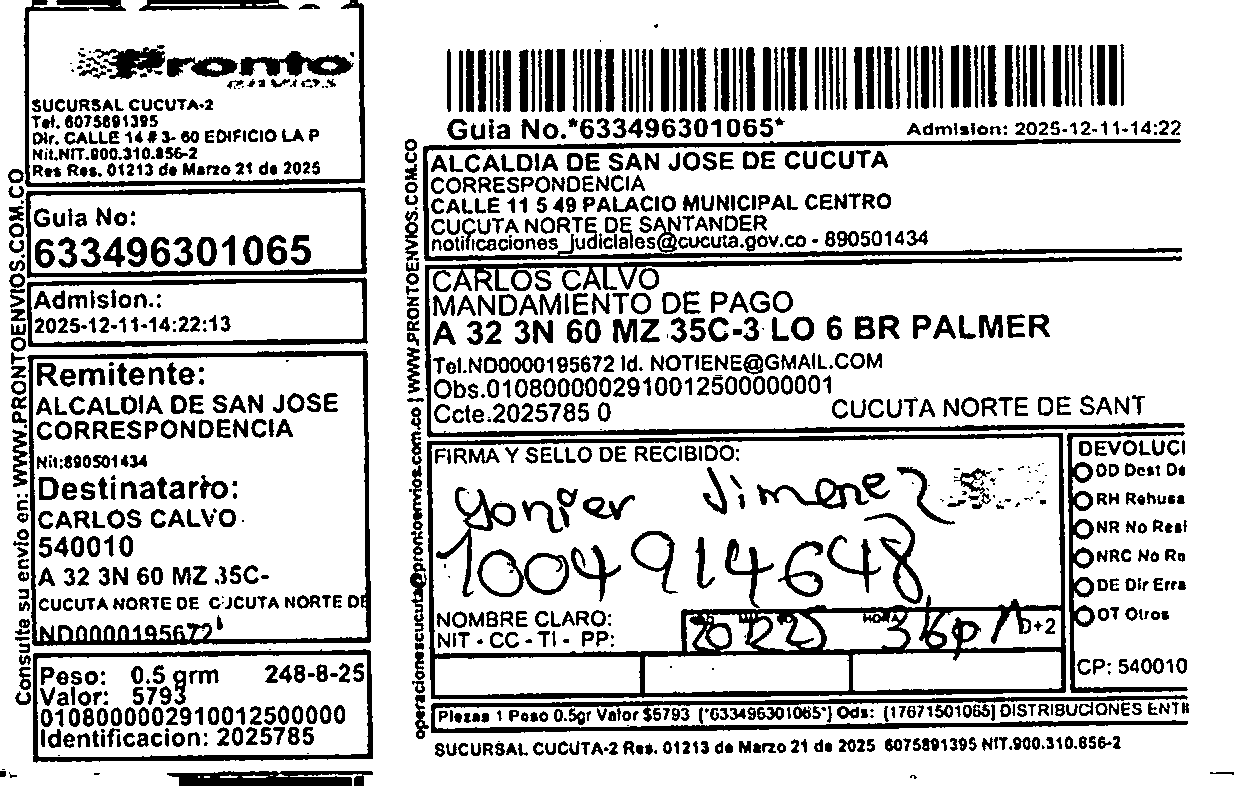 Pronto
envios
SUCURSAL CUCUTA-2
Tel. 6075891395
Dir. CALLE 14 # 3- 60 EDIFICIO LA P
Nit.NIT.900.310.856-2
Res Res. 01213 de Marzo 21 de 2025
Guia No:
633496301065
Admision.:
2025-12-11-14:22:13
Remitente:
ALCALDIA DE SAN JOSE
CORRESPONDENCIA
Nit:890501434
Destinatario:
CARLOS CALVO
540010
A 32 3N 60 MZ 35C-
CUCUTA NORTE DE CUCUTA NORTE DE
ND0000195672
Peso: 0.5 grm 248-8-25
Valor: 5793
0108000002910012500000
Identificacion: 2025785
Consulte su envio en: WWW.PRONTOENVIOS.COM.CO
operacionescucuta@prontoenvios.com.co | WWW.PRONTOENVIOS.COM.CO
Guia No.*633496301065*
Admision: 2025-12-11-14:22
ALCALDIA DE SAN JOSE DE CUCUTA
CORRESPONDENCIA
CALLE 11 5 49 PALACIO MUNICIPAL CENTRO
CUCUTA NORTE DE SANTANDER
notificaciones_judiciales@cucuta.gov.co - 890501434
CARLOS CALVO
MANDAMIENTO DE PAGO
A 32 3N 60 MZ 35C-3 LO 6 BR PALMER
Tel.ND0000195672 Id. NOTIENE@GMAIL.COM
Obs.0108000002910012500000001
Ccte.2025785 0 CUCUTA NORTE DE SANT
FIRMA Y SELLO DE RECIBIDO:
Yonier Jimenez
1004914648
NOMBRE CLARO:
NIT - CC - TI - PP:
HORA
D+2
DEVOLUCI
DD Dest De
RH Rehusa
NR No Resi
NRC No Re
DE Dir Erra
OT Otros
CP: 540010
Piezas 1 Peso 0.5gr Valor $5793 (*633496301065*) Ods: (17671501065) DISTRIBUCIONES ENTR
SUCURSAL CUCUTA-2 Res. 01213 de Marzo 21 de 2025 6075891395 NIT.900.310.856-2